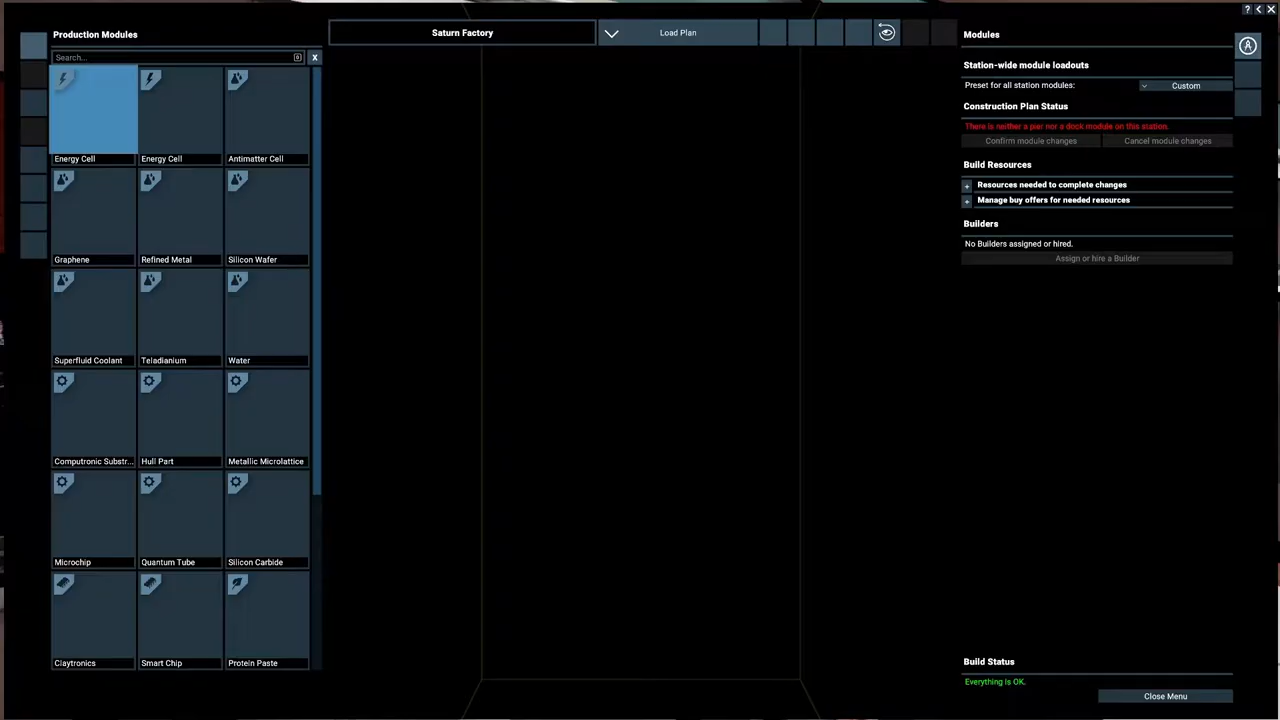 Production Modules
Search...
X
Energy Cell
Energy Cell
Antimatter Cell
Graphene
Refined Metal
Silicon Wafer
Superfluid Coolant
Teladianium
Water
Computronic Substr...
Hull Part
Metallic Microlattice
Microchip
Quantum Tube
Silicon Carbide
Claytronics
Smart Chip
Protein Paste
Saturn Factory
Load Plan
Modules
Station-wide module loadouts
Preset for all station modules:
Custom
Construction Plan Status
There is neither a pier nor a dock module on this station.
Confirm module changes
Cancel module changes
Build Resources
+ Resources needed to complete changes
+ Manage buy offers for needed resources
Builders
No Builders assigned or hired.
Assign or hire a Builder
Build Status
Everything is OK.
Close Menu